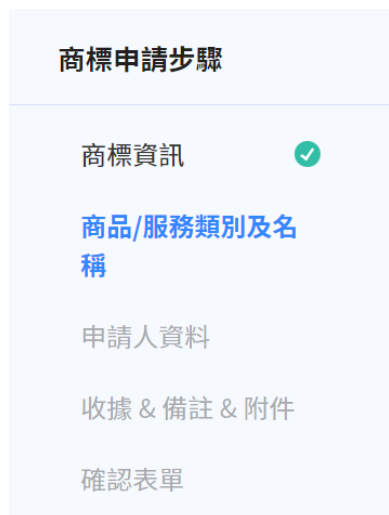 商標申請步驟
商標資訊
商品/服務類別及名
稱
申請人資料
收據 & 備註 & 附件
確認表單